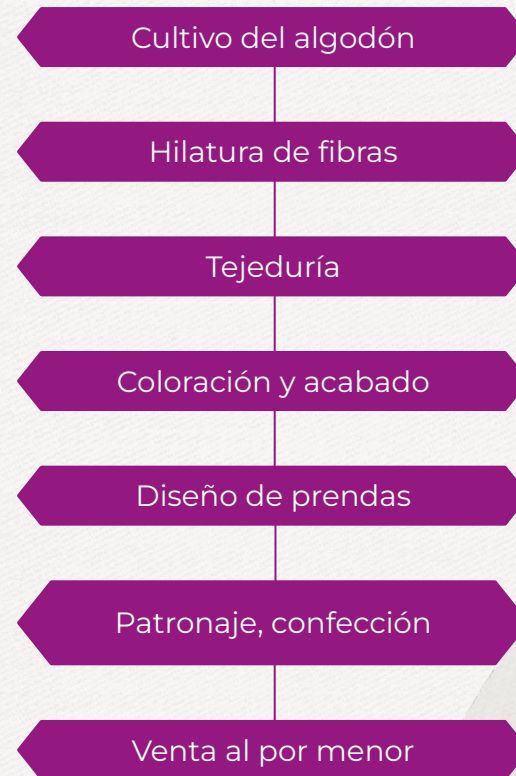 Cultivo del algodón
Hilatura de fibras
Tejeduría
Coloración y acabado
Diseño de prendas
Patronaje, confección
Venta al por menor